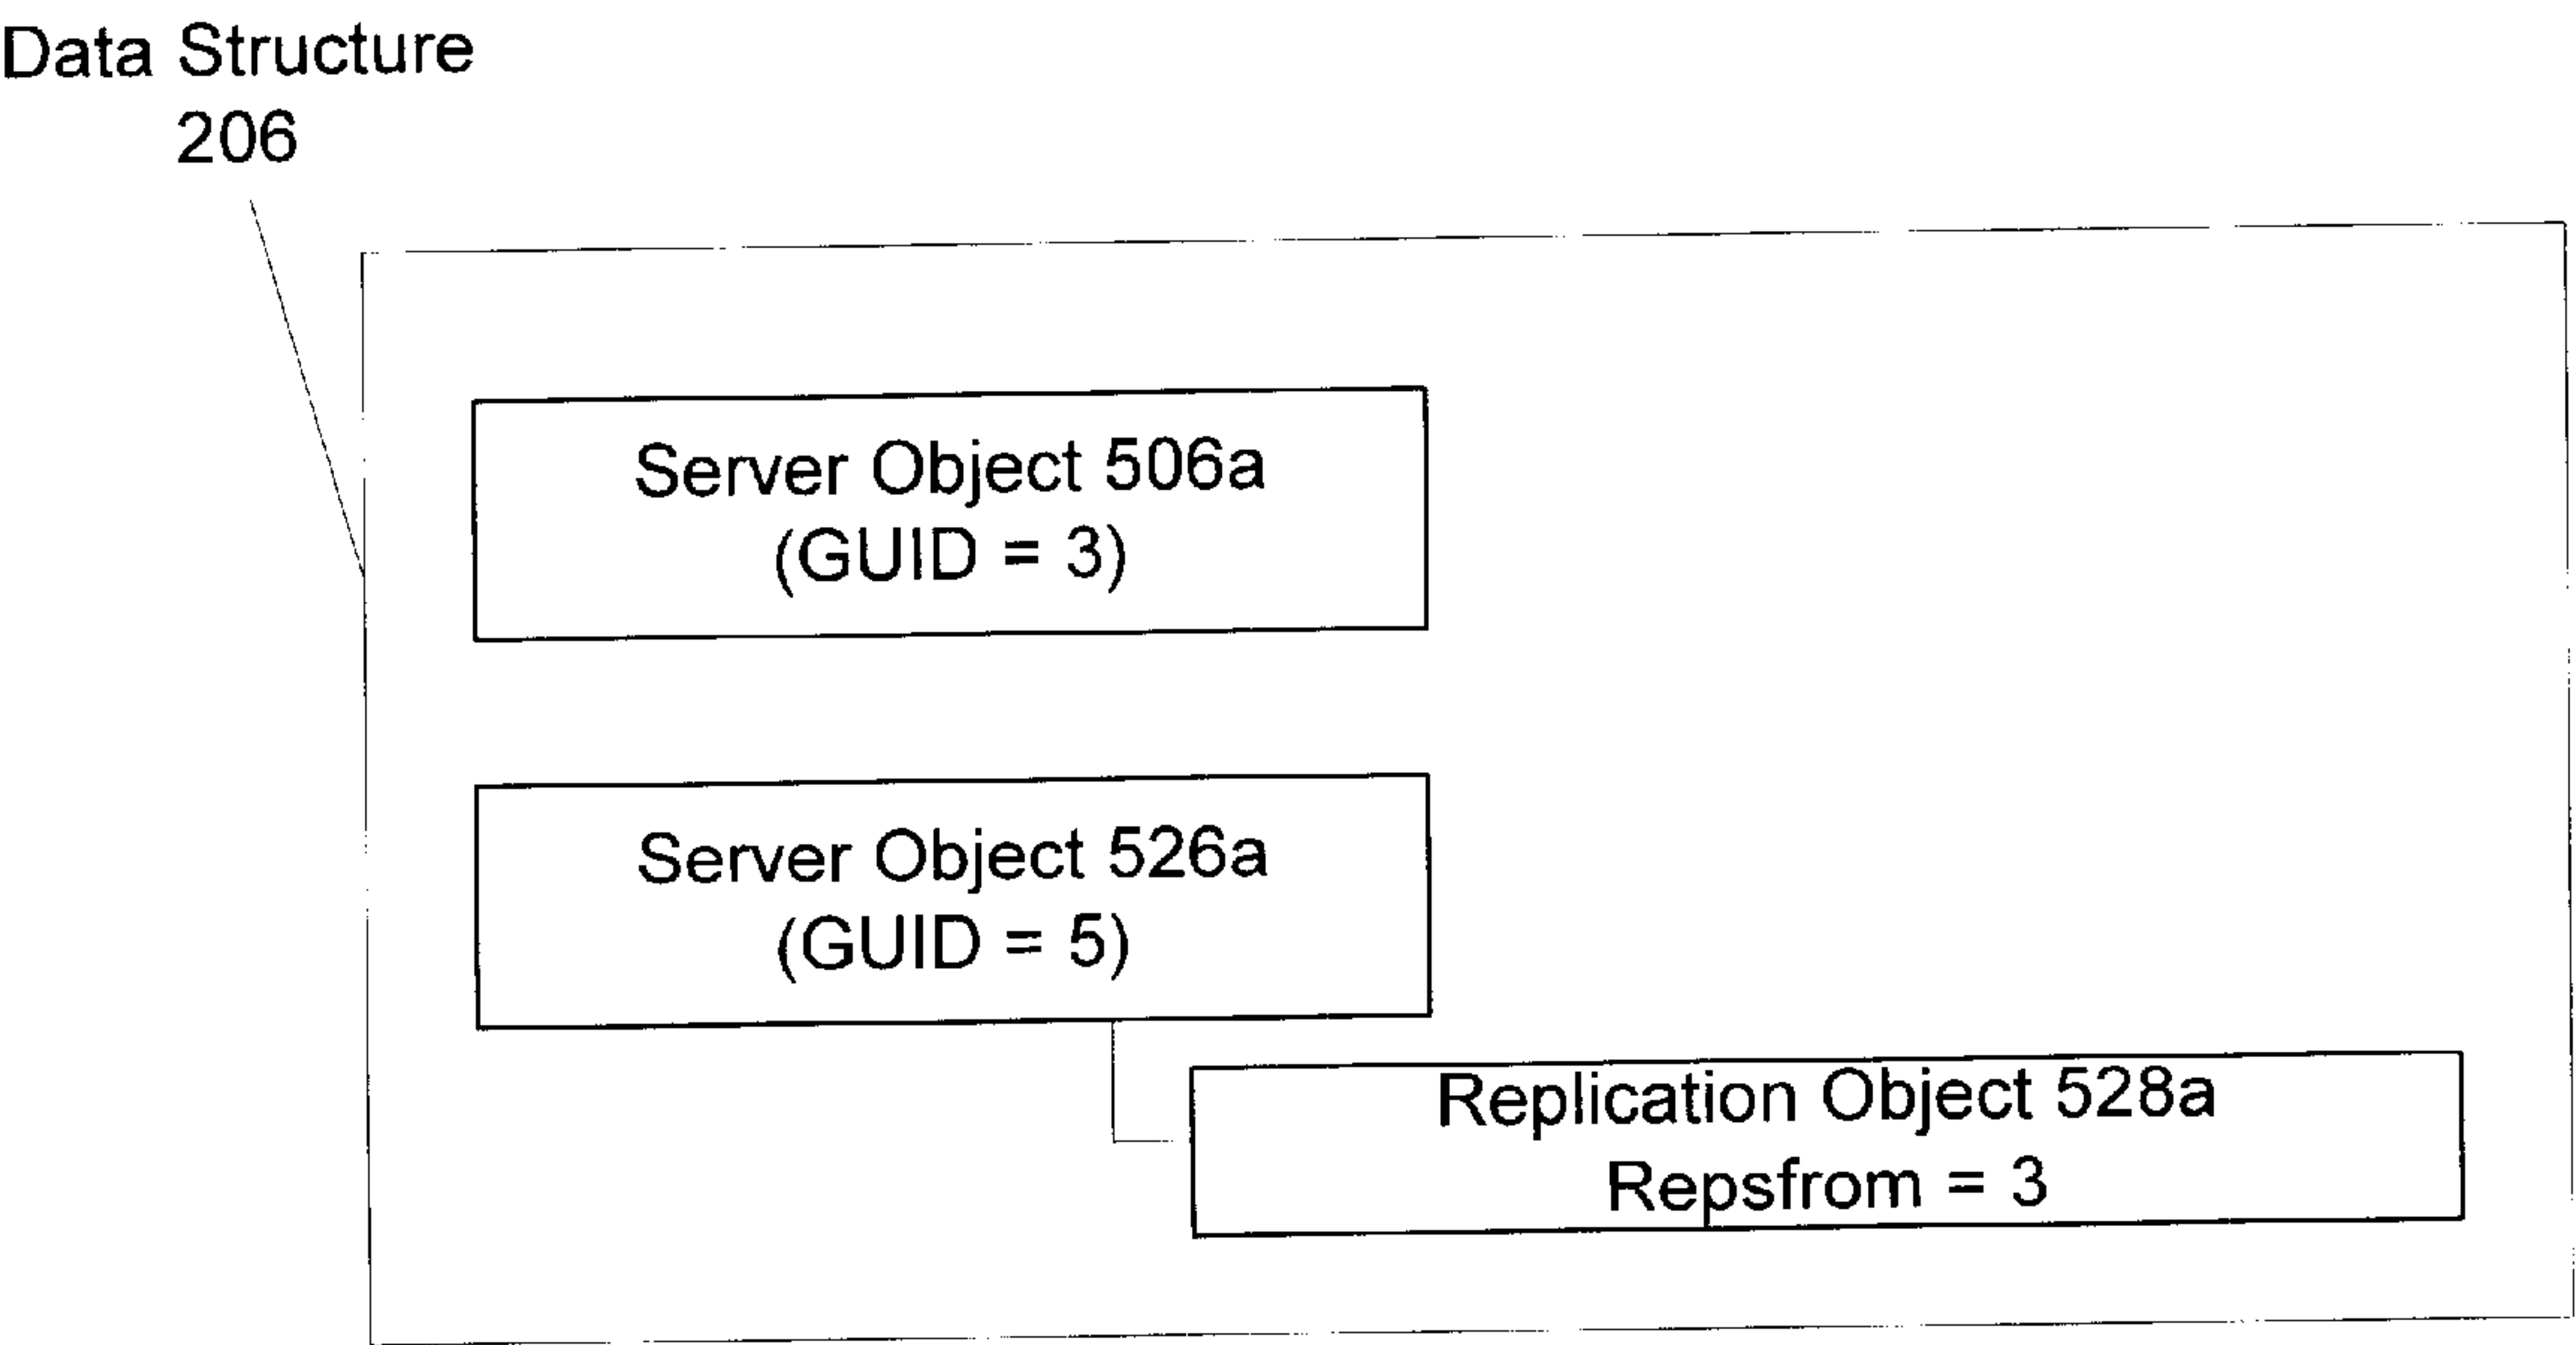 Data Structure
206
Server Object 506a
(GUID = 3)
Server Object 526a
(GUID = 5)
Replication Object 528a
Repsfrom = 3